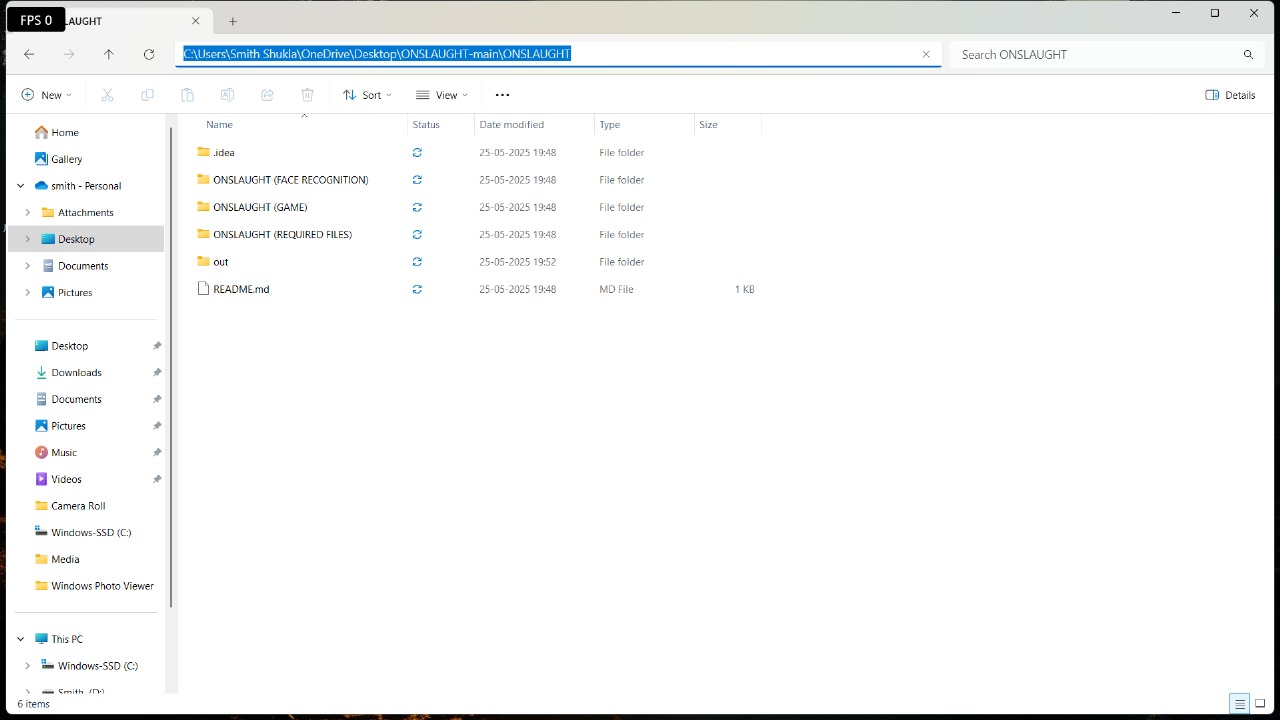 FPS 0
LAUGHT
C:\Users\Smith Shukla\OneDrive\Desktop\ONSLAUGHT-main\ONSLAUGHT
Search ONSLAUGHT
New
Sort
View
Details
Name Status Date modified Type Size
.idea 25-05-2025 19:48 File folder
ONSLAUGHT (FACE RECOGNITION) 25-05-2025 19:48 File folder
ONSLAUGHT (GAME) 25-05-2025 19:48 File folder
ONSLAUGHT (REQUIRED FILES) 25-05-2025 19:48 File folder
out 25-05-2025 19:52 File folder
README.md 25-05-2025 19:48 MD File 1 KB
Home
Gallery
smith - Personal
Attachments
Desktop
Documents
Pictures
Desktop
Downloads
Documents
Pictures
Music
Videos
Camera Roll
Windows-SSD (C:)
Media
Windows Photo Viewer
This PC
Windows-SSD (C:)
Smith (D:)
6 items